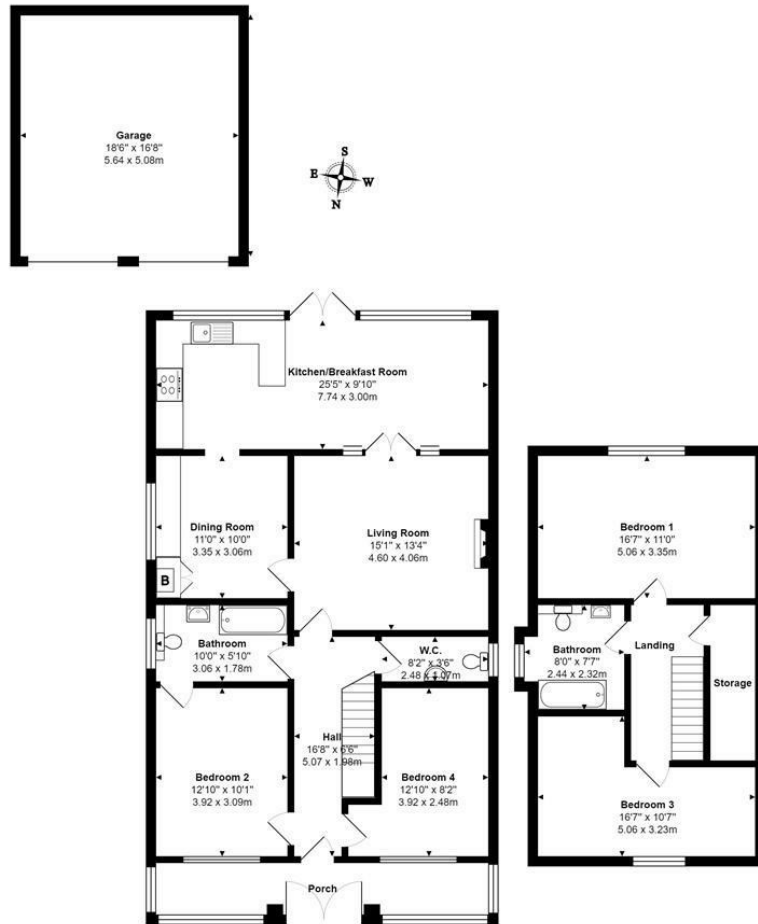 Garage
18'6" x 16'8"
5.64 x 5.08m
S
E
W
N
Kitchen/Breakfast Room
25'5" x 9'10"
7.74 x 3.00m
Dining Room
11'0" x 10'0"
3.35 x 3.06m
B
Living Room
15'1" x 13'4"
4.60 x 4.06m
Bathroom
10'0" x 5'10"
3.06 x 1.78m
W.C.
8'2" x 3'6"
2.48 x 1.07m
Hall
16'8" x 6'6"
5.07 x 1.98m
Bedroom 2
12'10" x 10'1"
3.92 x 3.09m
Bedroom 4
12'10" x 8'2"
3.92 x 2.48m
Porch
Bedroom 1
16'7" x 11'0"
5.06 x 3.35m
Bathroom
8'0" x 7'7"
2.44 x 2.32m
Landing
Storage
Bedroom 3
16'7" x 10'7"
5.06 x 3.23m